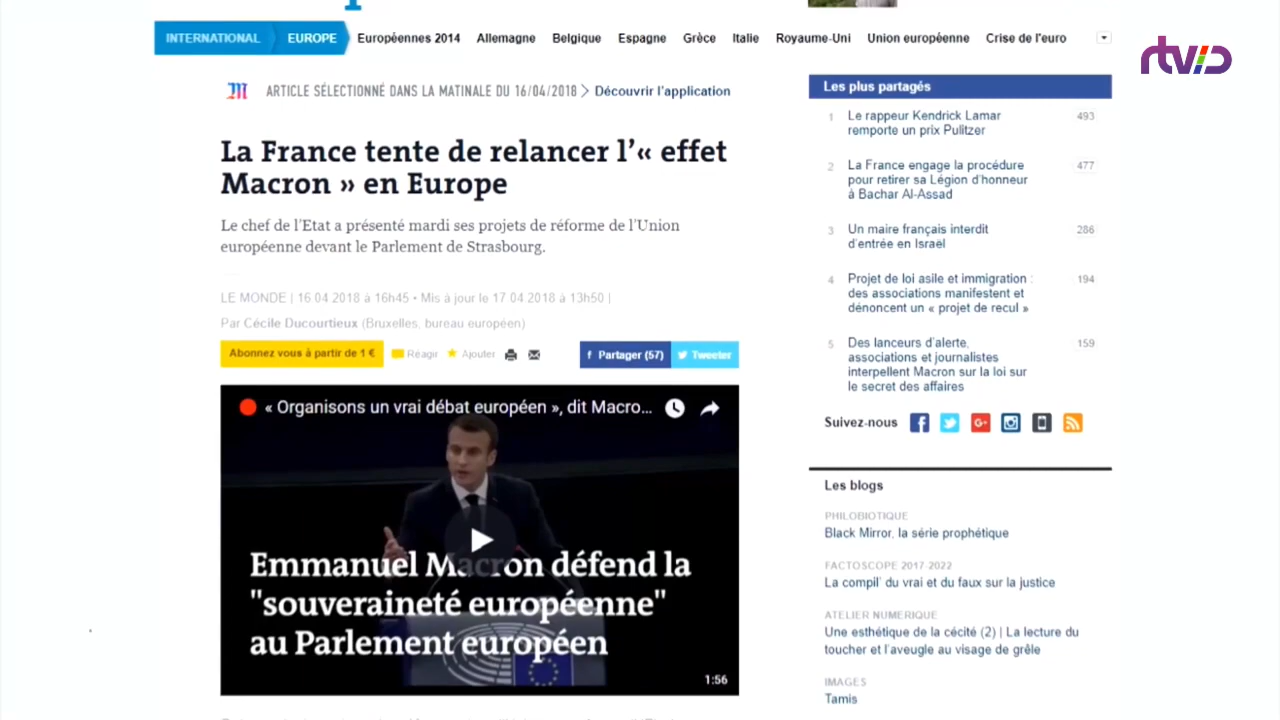 INTERNATIONAL EUROPE Européennes 2014 Allemagne Belgique Espagne Grèce Italie Royaume-Uni Union européenne Crise de l'euro
rtvd
ARTICLE SÉLECTIONNÉ DANS LA MATINALE DU 16/04/2018 > Découvrir l'application
La France tente de relancer l'« effet
Macron » en Europe
Le chef de l'Etat a présenté mardi ses projets de réforme de l'Union
européenne devant le Parlement de Strasbourg.
LE MONDE | 16.04.2018 à 16h45 • Mis à jour le 17.04.2018 à 13h50 |
Par Cécile Ducourtieux (Bruxelles, bureau européen)
Abonnez vous à partir de 1 € Réagir Ajouter
Partager (57) Tweeter
« Organisons un vrai débat européen », dit Macro...
Emmanuel Macron défend la
"souveraineté européenne"
au Parlement européen
1:56
Les plus partagés
1 Le rappeur Kendrick Lamar 493
remporte un prix Pulitzer
2 La France engage la procédure 477
pour retirer sa Légion d'honneur
à Bachar Al-Assad
3 Un maire français interdit 286
d'entrée en Israël
4 Projet de loi asile et immigration : 194
des associations manifestent et
dénoncent un « projet de recul »
5 Des lanceurs d'alerte, 159
associations et journalistes
interpellent Macron sur la loi sur
le secret des affaires
Suivez-nous
Les blogs
PHILOBIOTIQUE
Black Mirror, la série prophétique
FACTOSCOPE 2017-2022
La compil' du vrai et du faux sur la justice
ATELIER NUMERIQUE
Une esthétique de la cécité (2) | La lecture du
toucher et l'aveugle au visage de grêle
IMAGES
Tamis